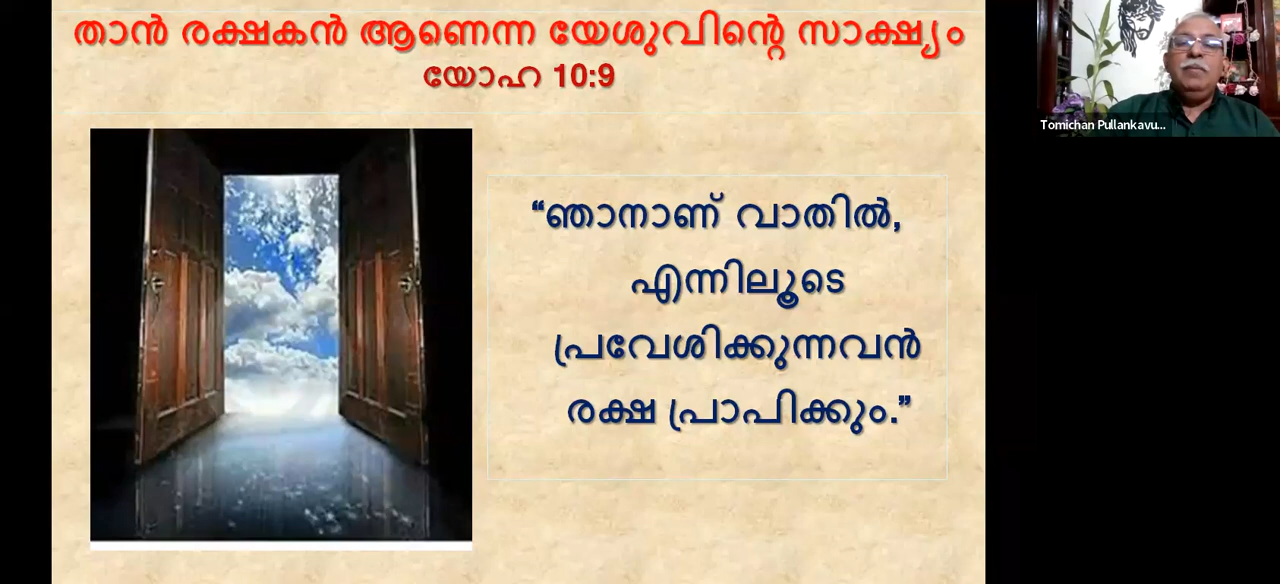 താൻ രക്ഷകൻ ആണെന്ന യേശുവിന്റെ സാക്ഷ്യം
യോഹ 10:9
“ഞാനാണ് വാതിൽ,
എന്നിലൂടെ
പ്രവേശിക്കുന്നവൻ
രക്ഷ പ്രാപിക്കും.”
Tomichan Pullankavu...